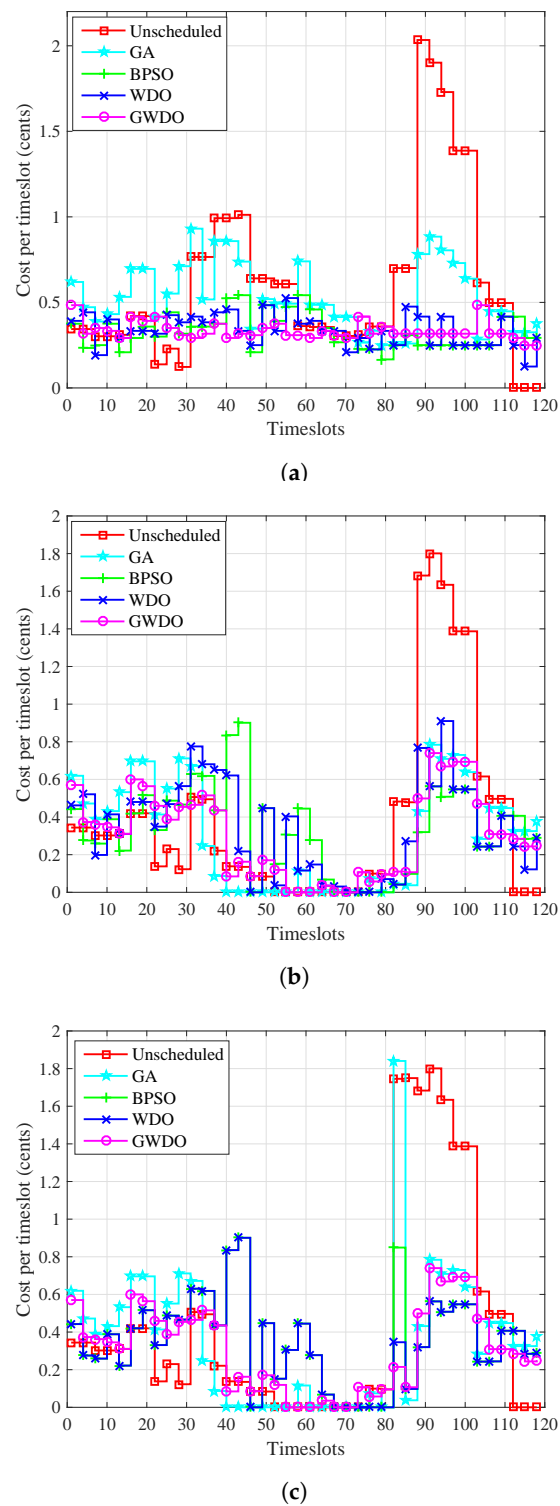 Unscheduled
GA
BPSO
WDO
GWDO
2
1.5
1
0.5
0
Cost per timeslot (cents)
0 10 20 30 40 50 60 70 80 90 100 110 120
Timeslots
(a)
Unscheduled
GA
BPSO
WDO
GWDO
2
1.8
1.6
1.4
1.2
1
0.8
0.6
0.4
0.2
0
Cost per timeslot (cents)
0 10 20 30 40 50 60 70 80 90 100 110 120
Timeslots
(b)
Unscheduled
GA
BPSO
WDO
GWDO
2
1.8
1.6
1.4
1.2
1
0.8
0.6
0.4
0.2
0
Cost per timeslot (cents)
0 10 20 30 40 50 60 70 80 90 100 110 120
Timeslots
(c)